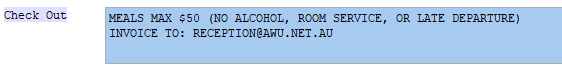 Check Out
MEALS MAX $50 (NO ALCOHOL, ROOM SERVICE, OR LATE DEPARTURE)
INVOICE TO: RECEPTION@AWU.NET.AU